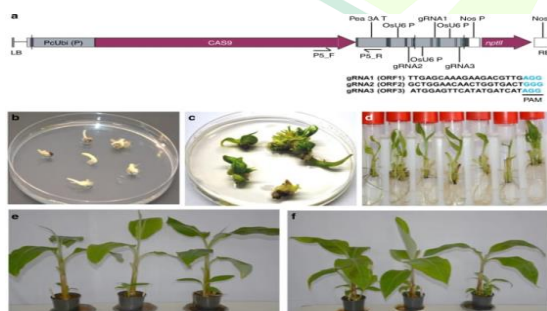 a
Pea 3A T gRNA1 Nos P Nos
OsU6 P OsU6 P
PcUbi (P) CAS9 nptII
LB P5_F P5_R OsU6 P
gRNA2 gRNA3
gRNA1 (ORF1) TTGAGCAAAGAAGACGTTGAGG
gRNA2 (ORF2) GCTGGAACAACTGGTGACTGGG
gRNA3 (ORF3) ATGGAGTTCATATGATCATAGG
PAM
b c d
e f